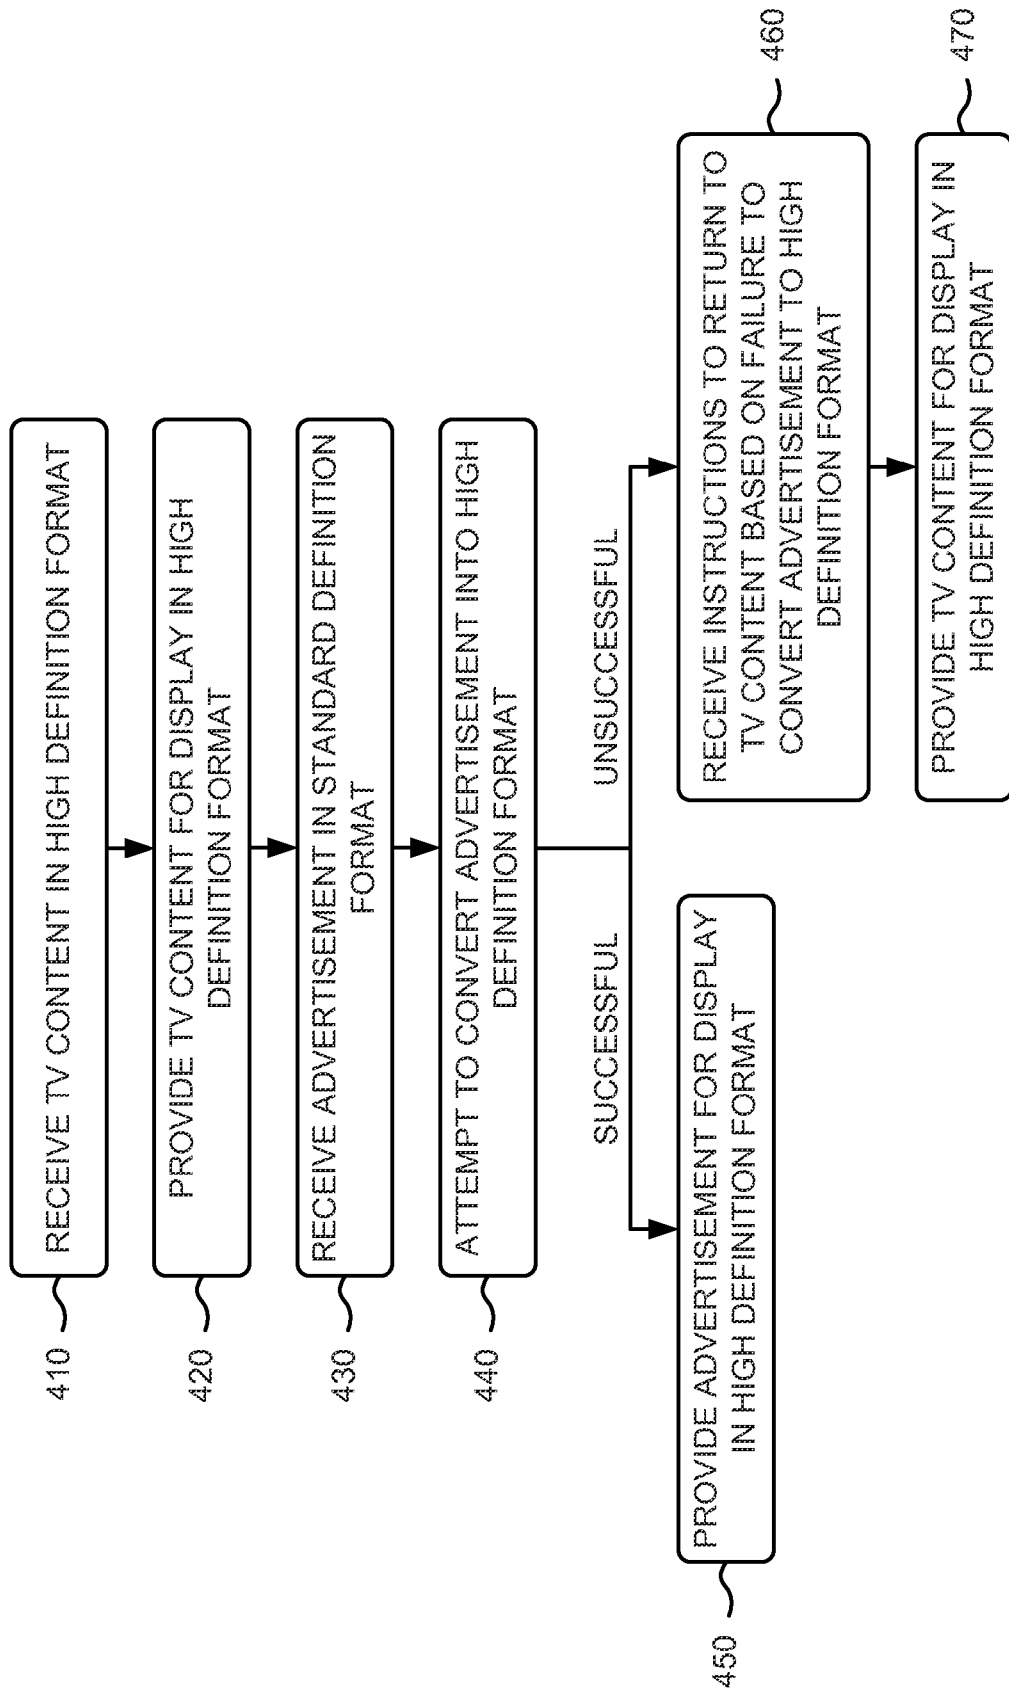 410
RECEIVE TV CONTENT IN HIGH DEFINITION FORMAT
420
PROVIDE TV CONTENT FOR DISPLAY IN HIGH
DEFINITION FORMAT
430
RECEIVE ADVERTISEMENT IN STANDARD DEFINITION
FORMAT
440
ATTEMPT TO CONVERT ADVERTISEMENT INTO HIGH
DEFINITION FORMAT
SUCCESSFUL
UNSUCCESSFUL
450
PROVIDE ADVERTISEMENT FOR DISPLAY
IN HIGH DEFINITION FORMAT
RECEIVE INSTRUCTIONS TO RETURN TO
TV CONTENT BASED ON FAILURE TO
CONVERT ADVERTISEMENT TO HIGH
DEFINITION FORMAT
460
PROVIDE TV CONTENT FOR DISPLAY IN
HIGH DEFINITION FORMAT
470